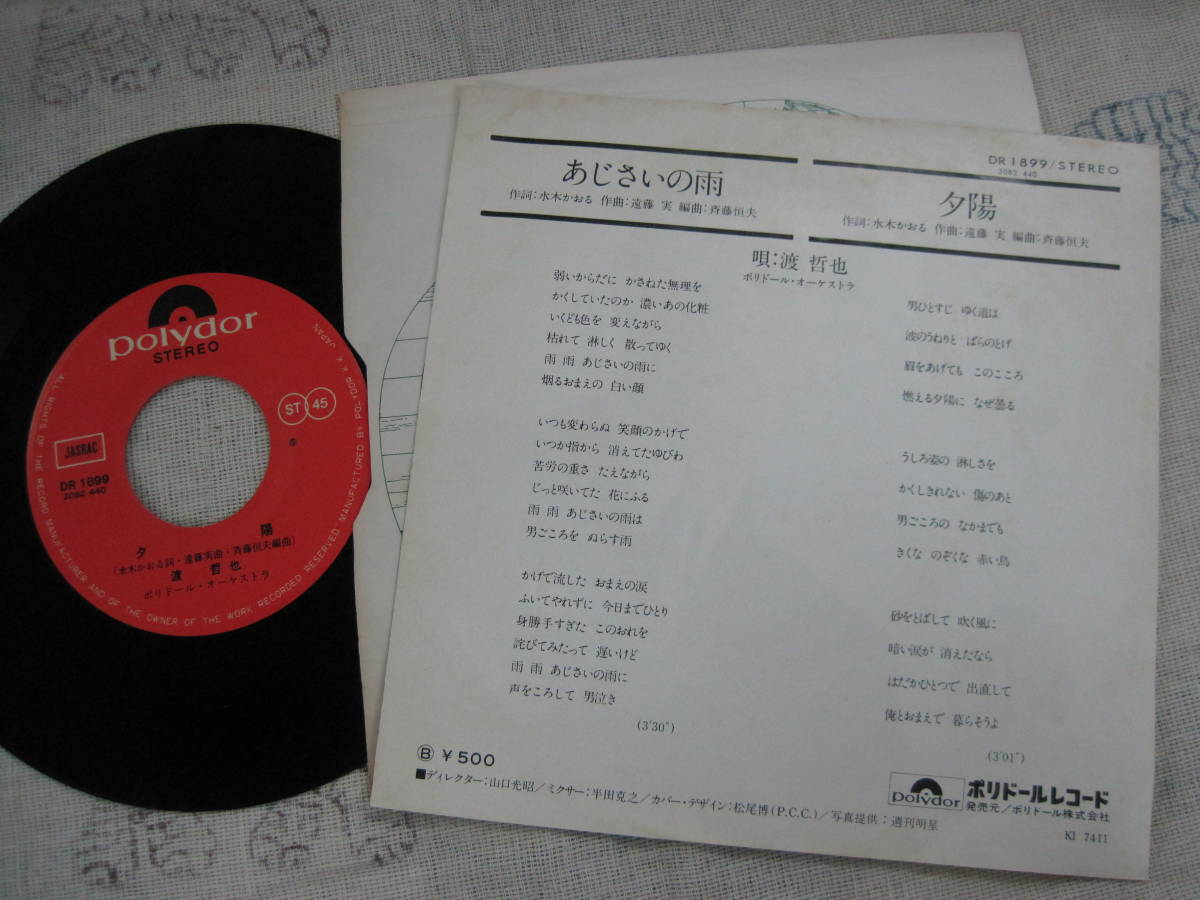 polydor
STEREO
ST 45
JASRAC
DR 1899
2082 440
夕 陽
(水木かおる詞・遠藤実曲・斉藤恒夫編曲)
渡 哲也
ポリドール・オーケストラ
ALL RIGHTS OF THE RECORD MANUFACTURER AND OF THE OWNER OF THE WORK RECORDED RESERVED. MANUFACTURED BY POLYDOR K.K. JAPAN
DR 1899/STEREO
2082 440
あじさいの雨
作詞:水木かおる 作曲:遠藤 実 編曲:斉藤恒夫
夕陽
作詞:水木かおる 作曲:遠藤 実 編曲:斉藤恒夫
唄:渡 哲也
ポリドール・オーケストラ
弱いからだに かさねた無理を
かくしていたのか 濃いあの化粧
いくども色を 変えながら
枯れて 淋しく 散ってゆく
雨 雨 あじさいの雨に
烟るおまえの 白い顔
いつも変わらぬ 笑顔のかげで
いつか指から 消えてたゆびわ
苦労の重さ たえながら
じっと咲いてた 花にふる
雨 雨 あじさいの雨は
男ごころを ぬらす雨
かげで流した おまえの涙
ふいてやれずに 今日までひとり
身勝手すぎた このおれを
詫びてみたって 遅いけど
雨 雨 あじさいの雨に
声をころして 男泣き
(3'30")
男ひとすじ ゆく道は
波のうねりと ばらのとげ
眉をあげても このこころ
燃える夕陽に なぜ曇る
うしろ姿の 淋しさを
かくしきれない 傷のあと
男ごころの なかまでも
きくな のぞくな 赤い鳥
砂をとばして 吹く風に
暗い涙が 消えたなら
はだかひとつで 出直して
俺とおまえで 暮らそうよ
(3'01")
Ⓑ ¥500
■ディレクター:山口光昭/ミクサー:半田克之/カバー・デザイン:松尾博(P.C.C.)/写真提供:週刊明星
polydor
ポリドールレコード
発売元/ポリドール株式会社
KI 7411